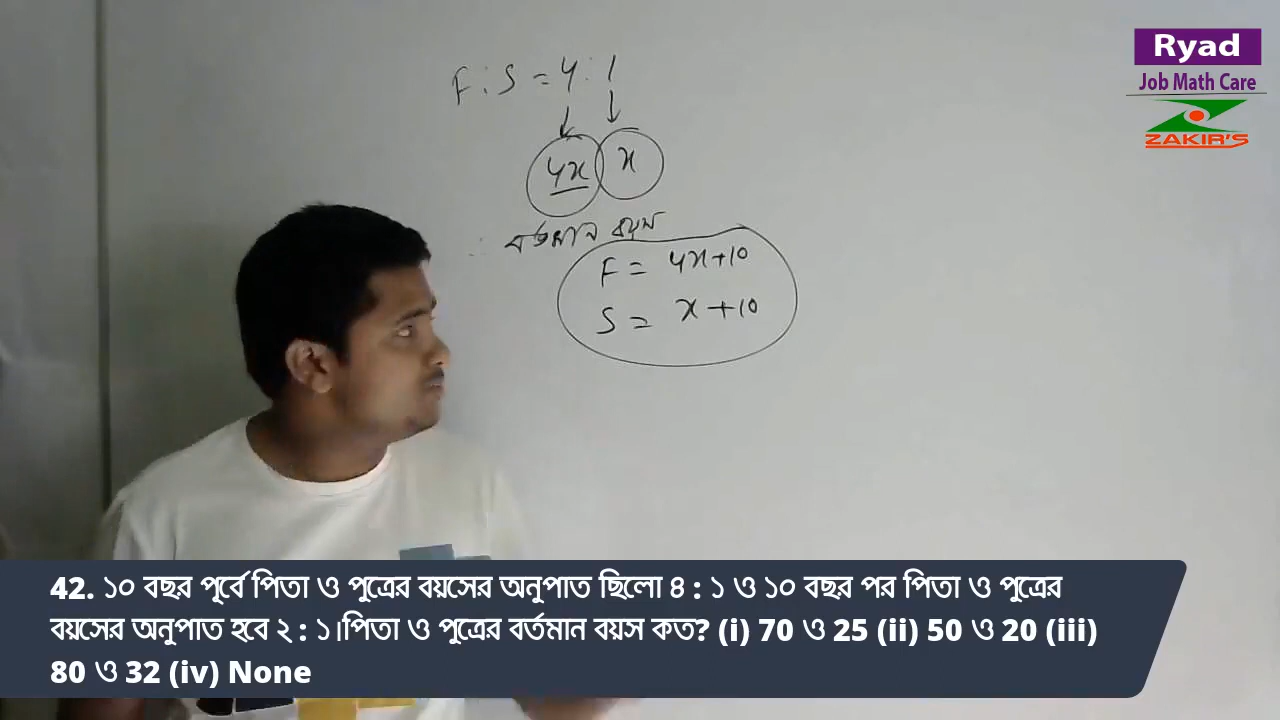 F : S = 4 : 1
4x x
∴ বর্তমান বয়স
F = 4x+10
S = x+10
Ryad
Job Math Care
ZAKIR'S
42. ১০ বছর পূর্বে পিতা ও পুত্রের বয়সের অনুপাত ছিলো ৪ : ১ ও ১০ বছর পর পিতা ও পুত্রের
বয়সের অনুপাত হবে ২ : ১।পিতা ও পুত্রের বর্তমান বয়স কত? (i) 70 ও 25 (ii) 50 ও 20 (iii)
80 ও 32 (iv) None